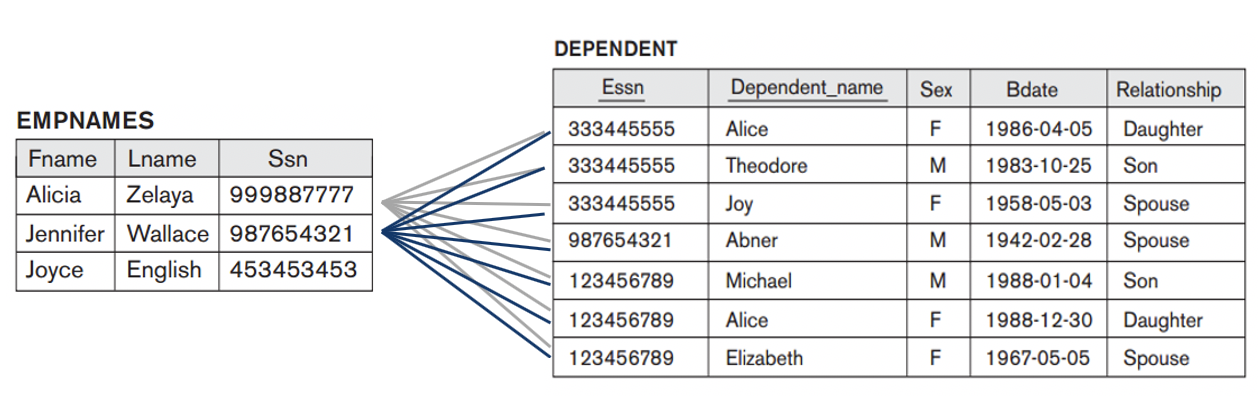 EMPNAMES
Fname Lname Ssn
Alicia Zelaya 999887777
Jennifer Wallace 987654321
Joyce English 453453453
DEPENDENT
Essn Dependent_name Sex Bdate Relationship
333445555 Alice F 1986-04-05 Daughter
333445555 Theodore M 1983-10-25 Son
333445555 Joy F 1958-05-03 Spouse
987654321 Abner M 1942-02-28 Spouse
123456789 Michael M 1988-01-04 Son
123456789 Alice F 1988-12-30 Daughter
123456789 Elizabeth F 1967-05-05 Spouse